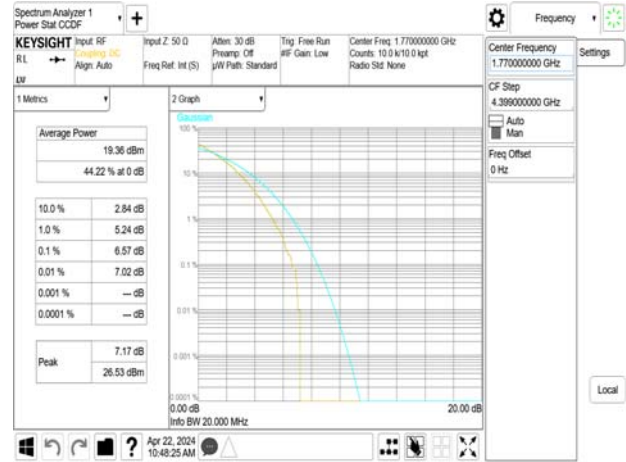 Spectrum Analyzer 1
Power Stat CCDF
+
Frequency
KEYSIGHT
Input: RF
Coupling: DC
Align: Auto
Input Z: 50 Ω
Freq Ref: Int (S)
Atten: 30 dB
Preamp: Off
µW Path: Standard
Trig: Free Run
#IF Gain: Low
Center Freq: 1.770000000 GHz
Counts: 10.0 k/10.0 kpt
Radio Std: None
RL
Center Frequency
1.770000000 GHz
Settings
CF Step
4.399000000 GHz
Auto
Man
Freq Offset
0 Hz
1 Metrics
2 Graph
Gaussian
Average Power
19.36 dBm
44.22 % at 0 dB
10.0 % 2.84 dB
1.0 % 5.24 dB
0.1 % 6.57 dB
0.01 % 7.02 dB
0.001 % --- dB
0.0001 % --- dB
Peak
7.17 dB
26.53 dBm
100 %
10 %
1 %
0.1 %
0.01 %
0.001 %
0.0001 %
0.00 dB
20.00 dB
Info BW 20.000 MHz
Local
?
Apr 22, 2024
10:48:25 AM